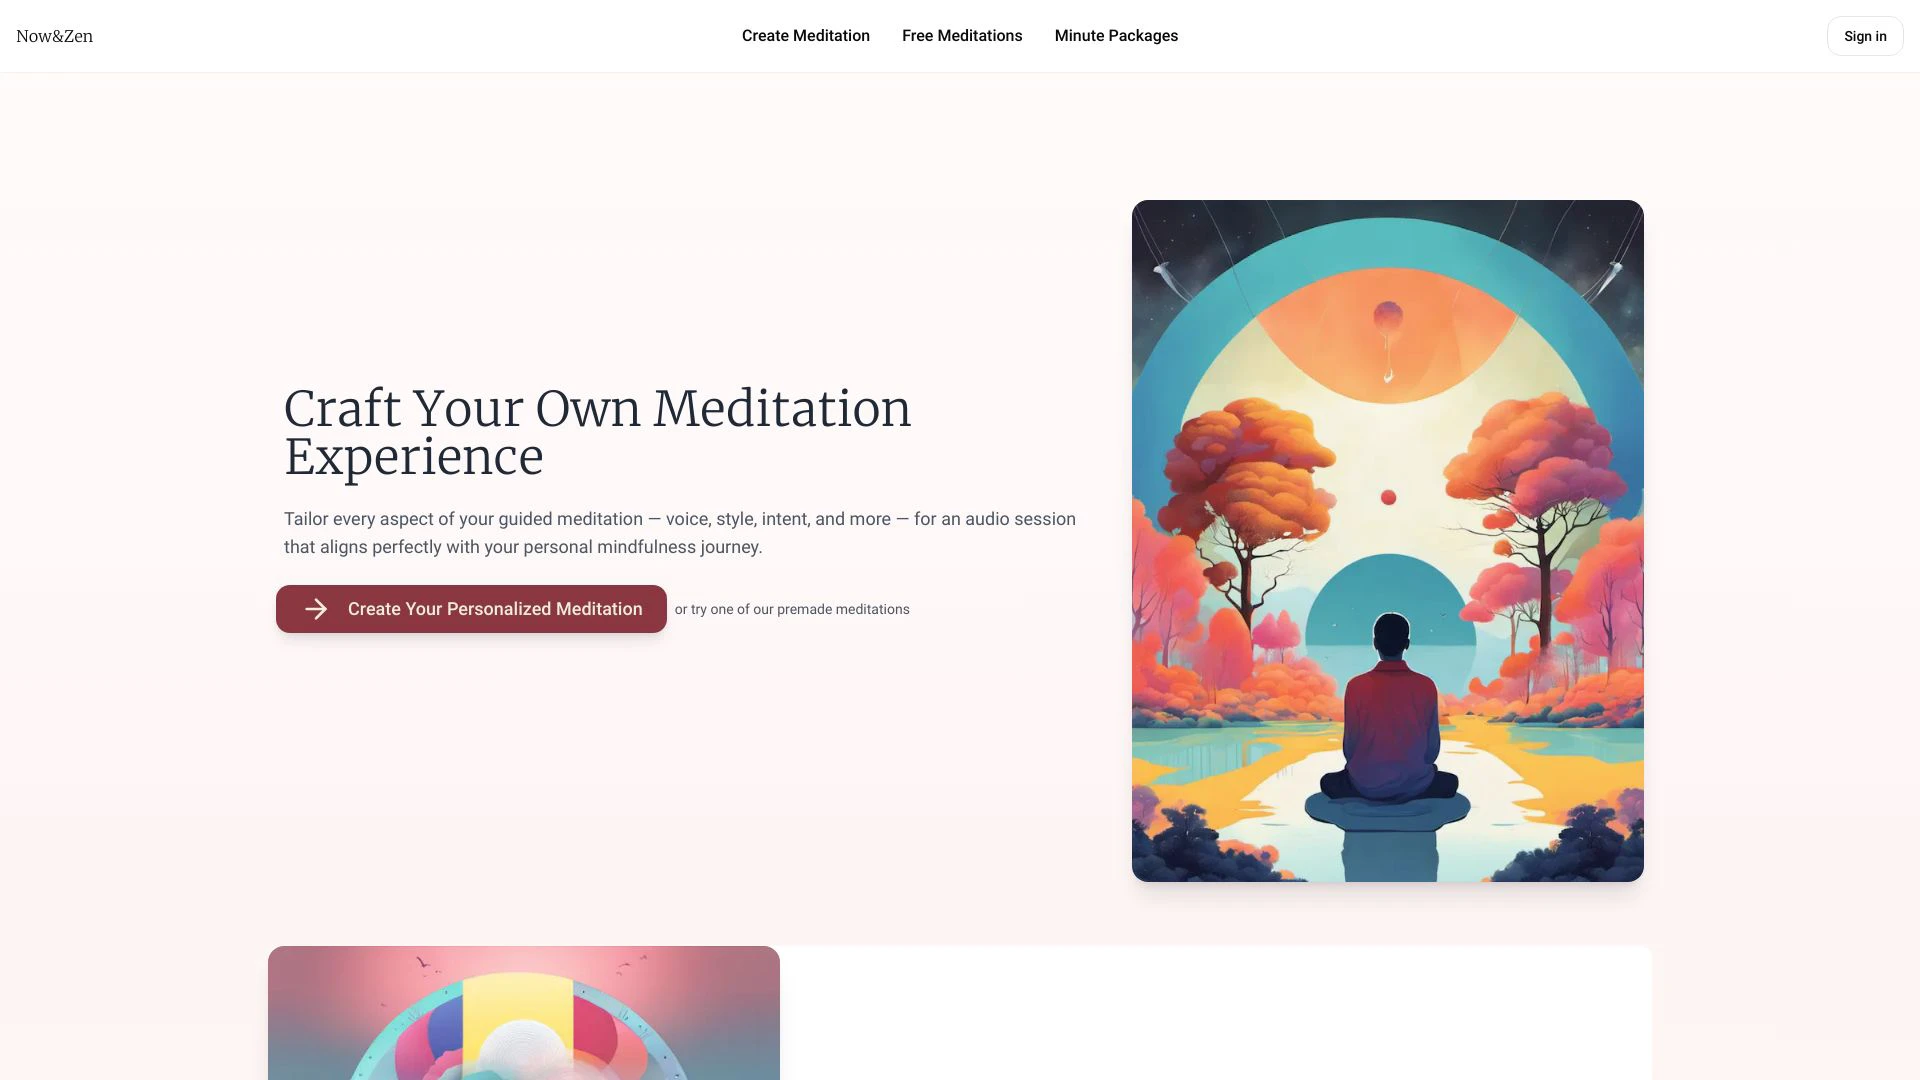 Now&Zen
Create Meditation
Free Meditations
Minute Packages
Sign in
Craft Your Own Meditation
Experience
Tailor every aspect of your guided meditation — voice, style, intent, and more — for an audio session
that aligns perfectly with your personal mindfulness journey.
Create Your Personalized Meditation
or try one of our premade meditations